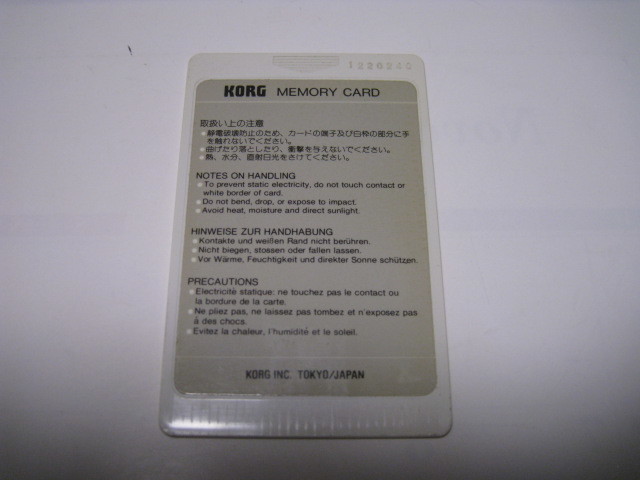 122024C
KORG MEMORY CARD
取扱い上の注意
●静電破壊防止のため、カードの端子及び白枠の部分に手
を触れないでください。
●曲げたり落としたり、衝撃を与えないでください。
●熱、水分、直射日光をさけてください。
NOTES ON HANDLING
●To prevent static electricity, do not touch contact or
white border of card.
●Do not bend, drop, or expose to impact.
●Avoid heat, moisture and direct sunlight.
HINWEISE ZUR HANDHABUNG
●Kontakte und weißen Rand nicht berühren.
●Nicht biegen, stossen oder fallen lassen.
●Vor Wärme, Feuchtigkeit und direkter Sonne schützen.
PRECAUTIONS
●Electricité statique: ne touchez pas le contact ou
la bordure de la carte.
●Ne pliez pas, ne laissez pas tombez et n'exposez pas
à des chocs.
●Evitez la chaleur, l'humidité et le soleil.
KORG INC. TOKYO/JAPAN